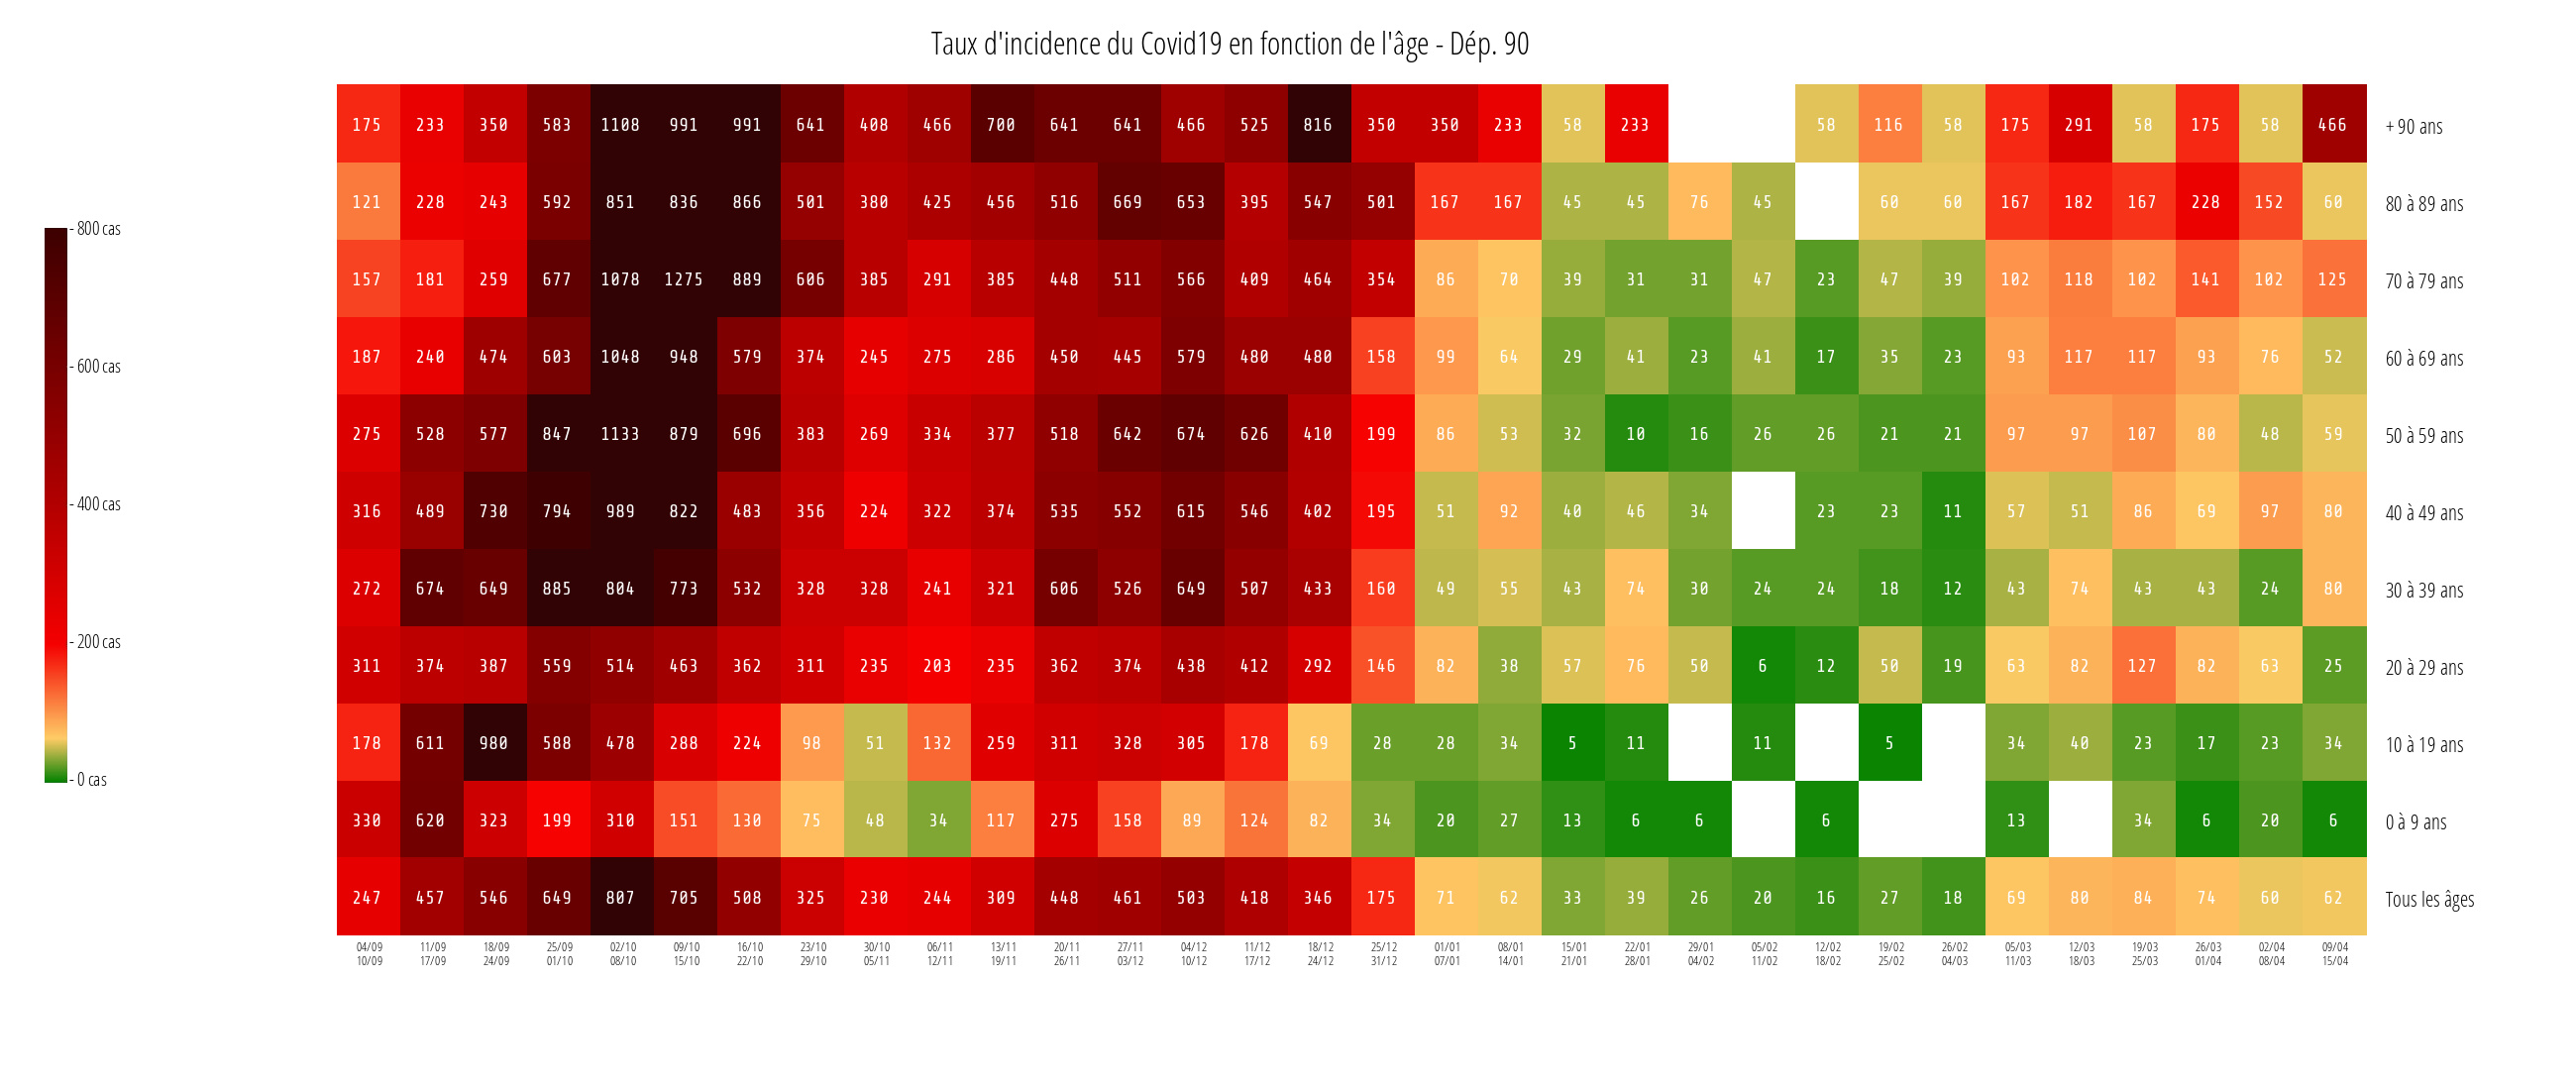 Taux d'incidence du Covid19 en fonction de l'âge - Dép. 90
175 233 350 583 1108 991 991 641 408 466 700 641 641 466 525 816 350 350 233 58 233 58 116 58 175 291 58 175 58 466 + 90 ans
121 228 243 592 851 836 866 501 380 425 456 516 669 653 395 547 501 167 167 45 45 76 45 60 60 167 182 167 228 152 60 80 à 89 ans
- 800 cas
157 181 259 677 1078 1275 889 606 385 291 385 448 511 566 409 464 354 86 70 39 31 31 47 23 47 39 102 118 102 141 102 125 70 à 79 ans
187 240 474 603 1048 948 579 374 245 275 286 450 445 579 480 480 158 99 64 29 41 23 41 17 35 23 93 117 117 93 76 52 60 à 69 ans
- 600 cas
275 528 577 847 1133 879 696 383 269 334 377 518 642 674 626 410 199 86 53 32 10 16 26 26 21 21 97 97 107 80 48 59 50 à 59 ans
- 400 cas
316 489 730 794 989 822 483 356 224 322 374 535 552 615 546 402 195 51 92 40 46 34 23 23 11 57 51 86 69 97 80 40 à 49 ans
272 674 649 885 804 773 532 328 328 241 321 606 526 649 507 433 160 49 55 43 74 30 24 24 18 12 43 74 43 43 24 80 30 à 39 ans
- 200 cas
311 374 387 559 514 463 362 311 235 203 235 362 374 438 412 292 146 82 38 57 76 50 6 12 50 19 63 82 127 82 63 25 20 à 29 ans
178 611 980 588 478 288 224 98 51 132 259 311 328 305 178 69 28 28 34 5 11 11 5 34 40 23 17 23 34 10 à 19 ans
- 0 cas
330 620 323 199 310 151 130 75 48 34 117 275 158 89 124 82 34 20 27 13 6 6 6 13 34 6 20 6 0 à 9 ans
247 457 546 649 807 705 508 325 230 244 309 448 461 503 418 346 175 71 62 33 39 26 20 16 27 18 69 80 84 74 60 62 Tous les âges
04/09 11/09 18/09 25/09 02/10 09/10 16/10 23/10 30/10 06/11 13/11 20/11 27/11 04/12 11/12 18/12 25/12 01/01 08/01 15/01 22/01 29/01 05/02 12/02 19/02 26/02 05/03 12/03 19/03 26/03 02/04 09/04
10/09 17/09 24/09 01/10 08/10 15/10 22/10 29/10 05/11 12/11 19/11 26/11 03/12 10/12 17/12 24/12 31/12 07/01 14/01 21/01 28/01 04/02 11/02 18/02 25/02 04/03 11/03 18/03 25/03 01/04 08/04 15/04